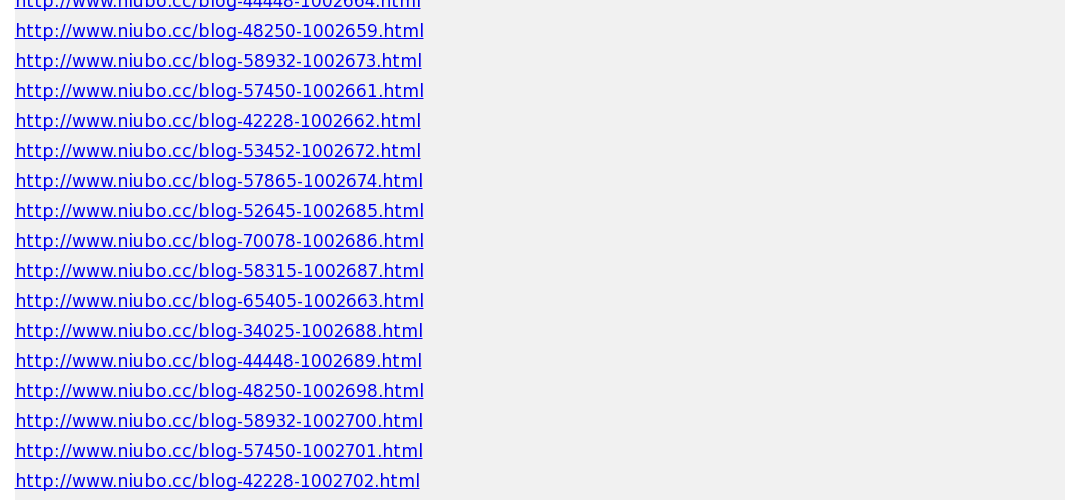 http://www.niubo.cc/blog-44448-1002664.html
http://www.niubo.cc/blog-48250-1002659.html
http://www.niubo.cc/blog-58932-1002673.html
http://www.niubo.cc/blog-57450-1002661.html
http://www.niubo.cc/blog-42228-1002662.html
http://www.niubo.cc/blog-53452-1002672.html
http://www.niubo.cc/blog-57865-1002674.html
http://www.niubo.cc/blog-52645-1002685.html
http://www.niubo.cc/blog-70078-1002686.html
http://www.niubo.cc/blog-58315-1002687.html
http://www.niubo.cc/blog-65405-1002663.html
http://www.niubo.cc/blog-34025-1002688.html
http://www.niubo.cc/blog-44448-1002689.html
http://www.niubo.cc/blog-48250-1002698.html
http://www.niubo.cc/blog-58932-1002700.html
http://www.niubo.cc/blog-57450-1002701.html
http://www.niubo.cc/blog-42228-1002702.html